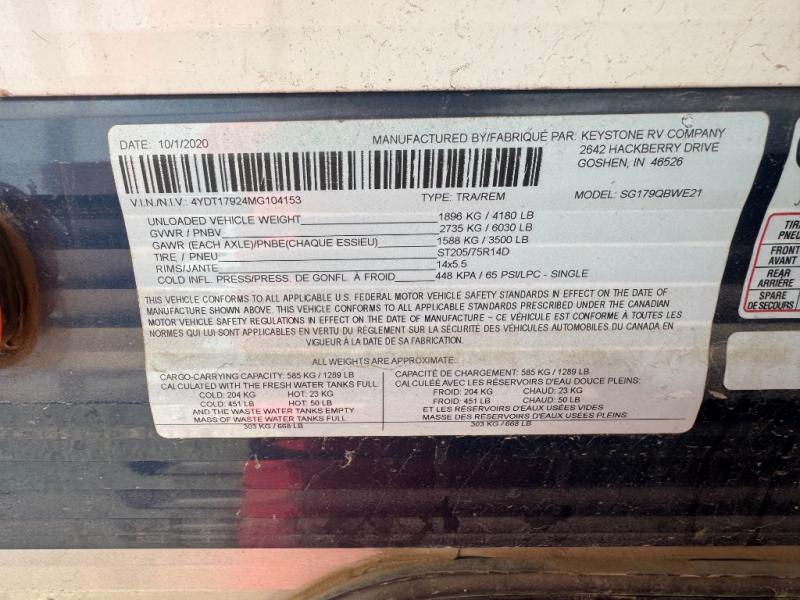 DATE: 10/1/2020
MANUFACTURED BY/FABRIQUÉ PAR: KEYSTONE RV COMPANY
2642 HACKBERRY DRIVE
GOSHEN, IN 46526
V.I.N./N.I.V.: 4YDT17924MG104153
TYPE: TRA/REM
MODEL/MODÈLE: SG179QBWE21
UNLOADED VEHICLE WEIGHT 1896 KG / 4180 LB
GVWR / PNBV 2735 KG / 6030 LB
GAWR (EACH AXLE)/PNBE(CHAQUE ESSIEU) 1588 KG / 3500 LB
TIRE / PNEU ST205/75R14D
RIMS/JANTE 14x5.5
COLD INFL. PRESS/PRESS. DE GONFL. À FROID 448 KPA / 65 PSI/LPC - SINGLE
THIS VEHICLE CONFORMS TO ALL APPLICABLE U.S. FEDERAL MOTOR VEHICLE SAFETY STANDARDS IN EFFECT ON THE DATE OF
MANUFACTURE SHOWN ABOVE. THIS VEHICLE CONFORMS TO ALL APPLICABLE STANDARDS PRESCRIBED UNDER THE CANADIAN
MOTOR VEHICLE SAFETY REGULATIONS IN EFFECT ON THE DATE OF MANUFACTURE – CE VÉHICULE EST CONFORME À TOUTES LES
NORMES QUI LUI SONT APPLICABLES EN VERTU DU RÈGLEMENT SUR LA SÉCURITÉ DES VÉHICULES AUTOMOBILES DU CANADA EN
VIGUEUR À LA DATE DE SA FABRICATION.
ALL WEIGHTS ARE APPROXIMATE:
CARGO-CARRYING CAPACITY: 585 KG / 1289 LB
CALCULATED WITH THE FRESH WATER TANKS FULL:
COLD: 204 KG HOT: 23 KG
COLD: 451 LB HOT: 50 LB
AND THE WASTE WATER TANKS EMPTY
MASS OF WASTE WATER TANKS FULL
303 KG / 668 LB
CAPACITÉ DE CHARGEMENT: 585 KG / 1289 LB
CALCULÉE AVEC LES RÉSERVOIRS D'EAU DOUCE PLEINS:
FROID: 204 KG CHAUD: 23 KG
FROID: 451 LB CHAUD: 50 LB
ET LES RÉSERVOIRS D'EAUX USÉES VIDES
MASSE DES RÉSERVOIRS D'EAUX USÉES PLEINS
303 KG / 668 LB
TIRE
PNEU
FRONT
AVANT
REAR
ARRIÈRE
SPARE
DE SECOURS